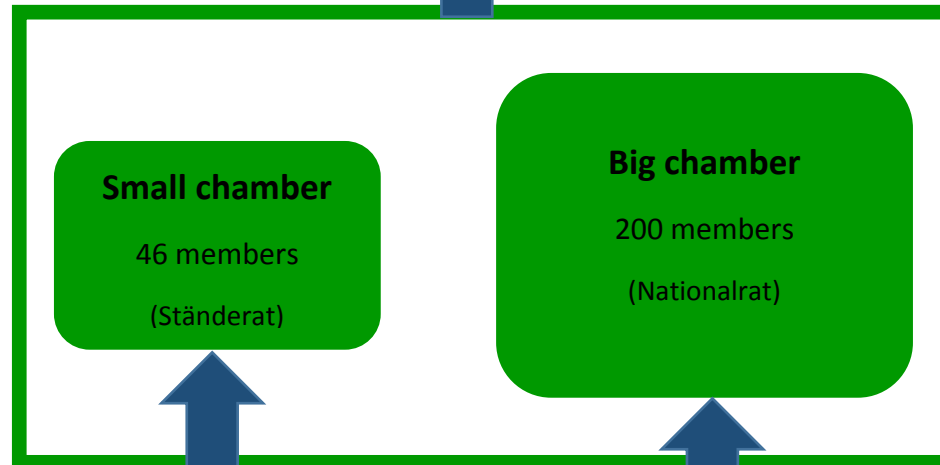 Small chamber
46 members
(Ständerat)
Big chamber
200 members
(Nationalrat)